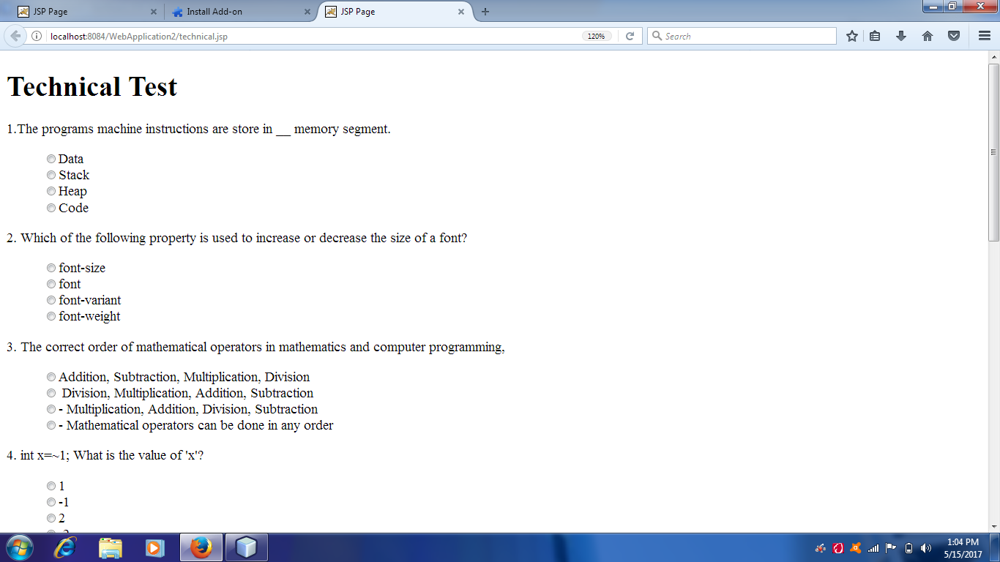 JSP Page
Install Add-on
JSP Page
localhost:8084/WebApplication2/technical.jsp
120%
Search
Technical Test
1.The programs machine instructions are store in __ memory segment.
Data
Stack
Heap
Code
2. Which of the following property is used to increase or decrease the size of a font?
font-size
font
font-variant
font-weight
3. The correct order of mathematical operators in mathematics and computer programming,
Addition, Subtraction, Multiplication, Division
Division, Multiplication, Addition, Subtraction
- Multiplication, Addition, Division, Subtraction
- Mathematical operators can be done in any order
4. int x=~1; What is the value of 'x'?
1
-1
2
1:04 PM
5/15/2017